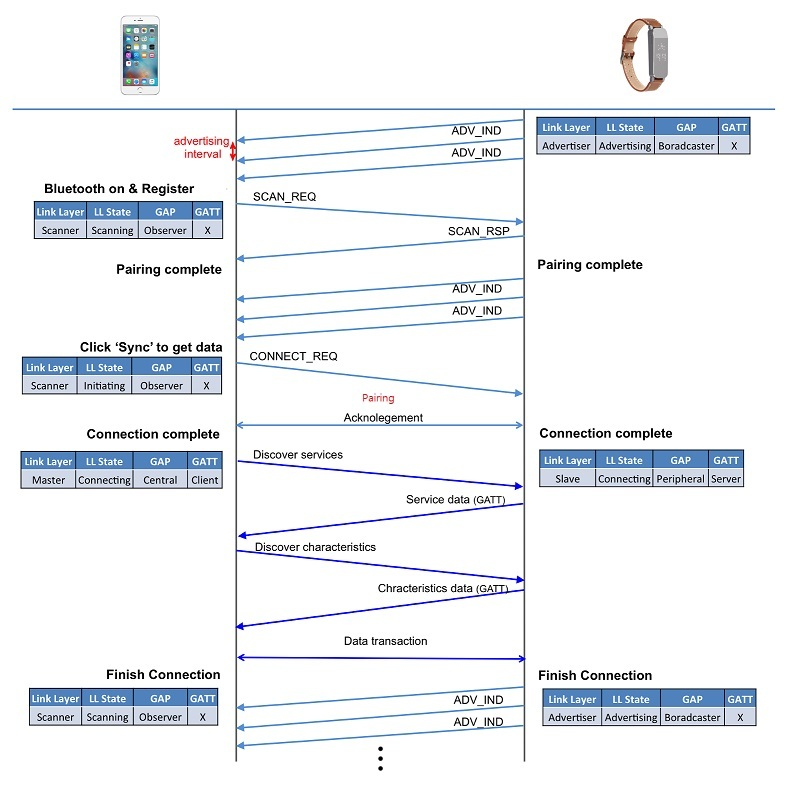 ADV_IND
Link Layer LL State GAP GATT
Advertiser Advertising Boradcaster X
advertising
interval
ADV_IND
Bluetooth on & Register
SCAN_REQ
Link Layer LL State GAP GATT
Scanner Scanning Observer X
SCAN_RSP
Pairing complete
Pairing complete
ADV_IND
ADV_IND
Click ‘Sync’ to get data
CONNECT_REQ
Link Layer LL State GAP GATT
Scanner Initiating Observer X
Pairing
Acknolegement
Connection complete
Connection complete
Link Layer LL State GAP GATT
Master Connecting Central Client
Discover services
Link Layer LL State GAP GATT
Slave Connecting Peripheral Server
Service data (GATT)
Discover characteristics
Chracteristics data (GATT)
Data transaction
Finish Connection
Finish Connection
Link Layer LL State GAP GATT
Scanner Scanning Observer X
ADV_IND
Link Layer LL State GAP GATT
Advertiser Advertising Boradcaster X
ADV_IND